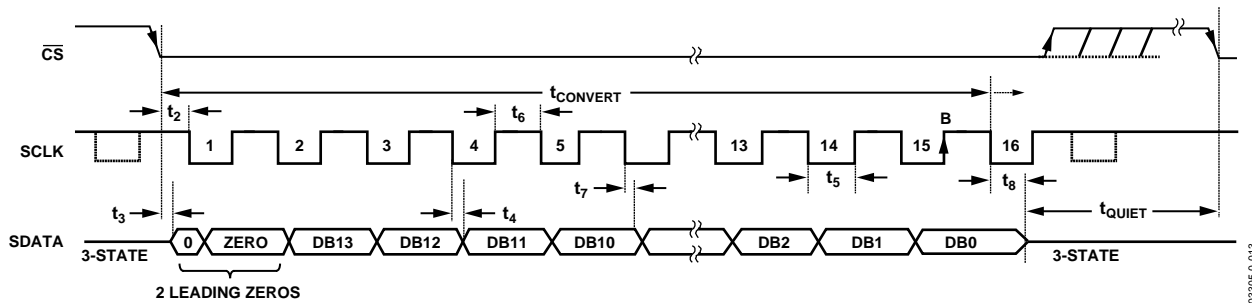 CS
tCONVERT
t2
t6
B
SCLK
1
2
3
4
5
13
14
15
16
t3
t4
t7
t5
t8
tQUIET
SDATA
3-STATE
0
ZERO
DB13
DB12
DB11
DB10
DB2
DB1
DB0
3-STATE
2 LEADING ZEROS